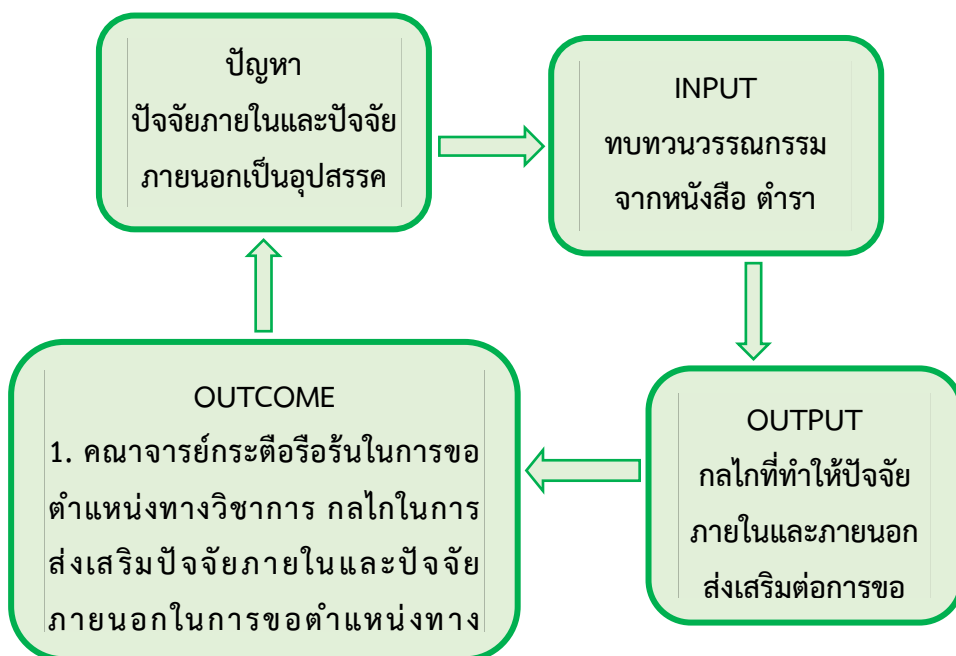 ปัญหา
ปัจจัยภายในและปัจจัย
ภายนอกเป็นอุปสรรค
INPUT
ทบทวนวรรณกรรม
จากหนังสือ ตำรา
OUTPUT
กลไกที่ทำให้ปัจจัย
ภายในและภายนอก
ส่งเสริมต่อการขอ
OUTCOME
1. คณาจารย์กระตือรือร้นในการขอ
ตำแหน่งทางวิชาการ กลไกในการ
ส่งเสริมปัจจัยภายในและปัจจัย
ภายนอกในการขอตำแหน่งทาง